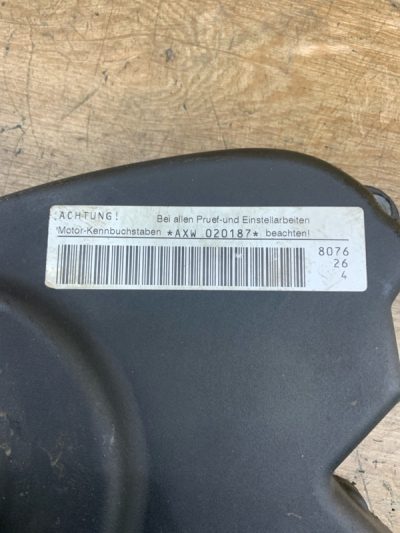 ACHTUNG! Bei allen Pruef-und Einstellarbeiten
Motor-Kennbuchstaben *AXW 020187* beachten!
8076
26
4